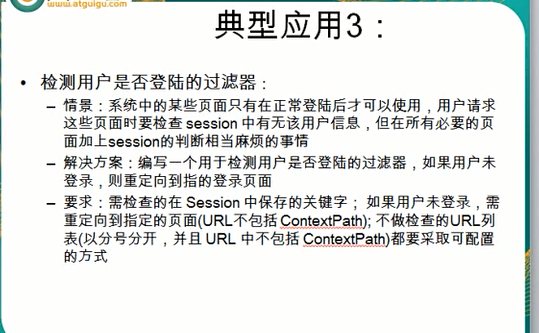 www.atguigu.com
典型应用3：
• 检测用户是否登陆的过滤器：
– 情景：系统中的某些页面只有在正常登陆后才可以使用，用户请求
这些页面时要检查 session 中有无该用户信息，但在所有必要的页
面加上session的判断相当麻烦的事情
– 解决方案：编写一个用于检测用户是否登陆的过滤器，如果用户未
登录，则重定向到指的登录页面
– 要求：需检查的在 Session 中保存的关键字； 如果用户未登录，需
重定向到指定的页面(URL不包括 ContextPath); 不做检查的URL列
表(以分号分开，并且 URL 中不包括 ContextPath)都要采取可配置
的方式